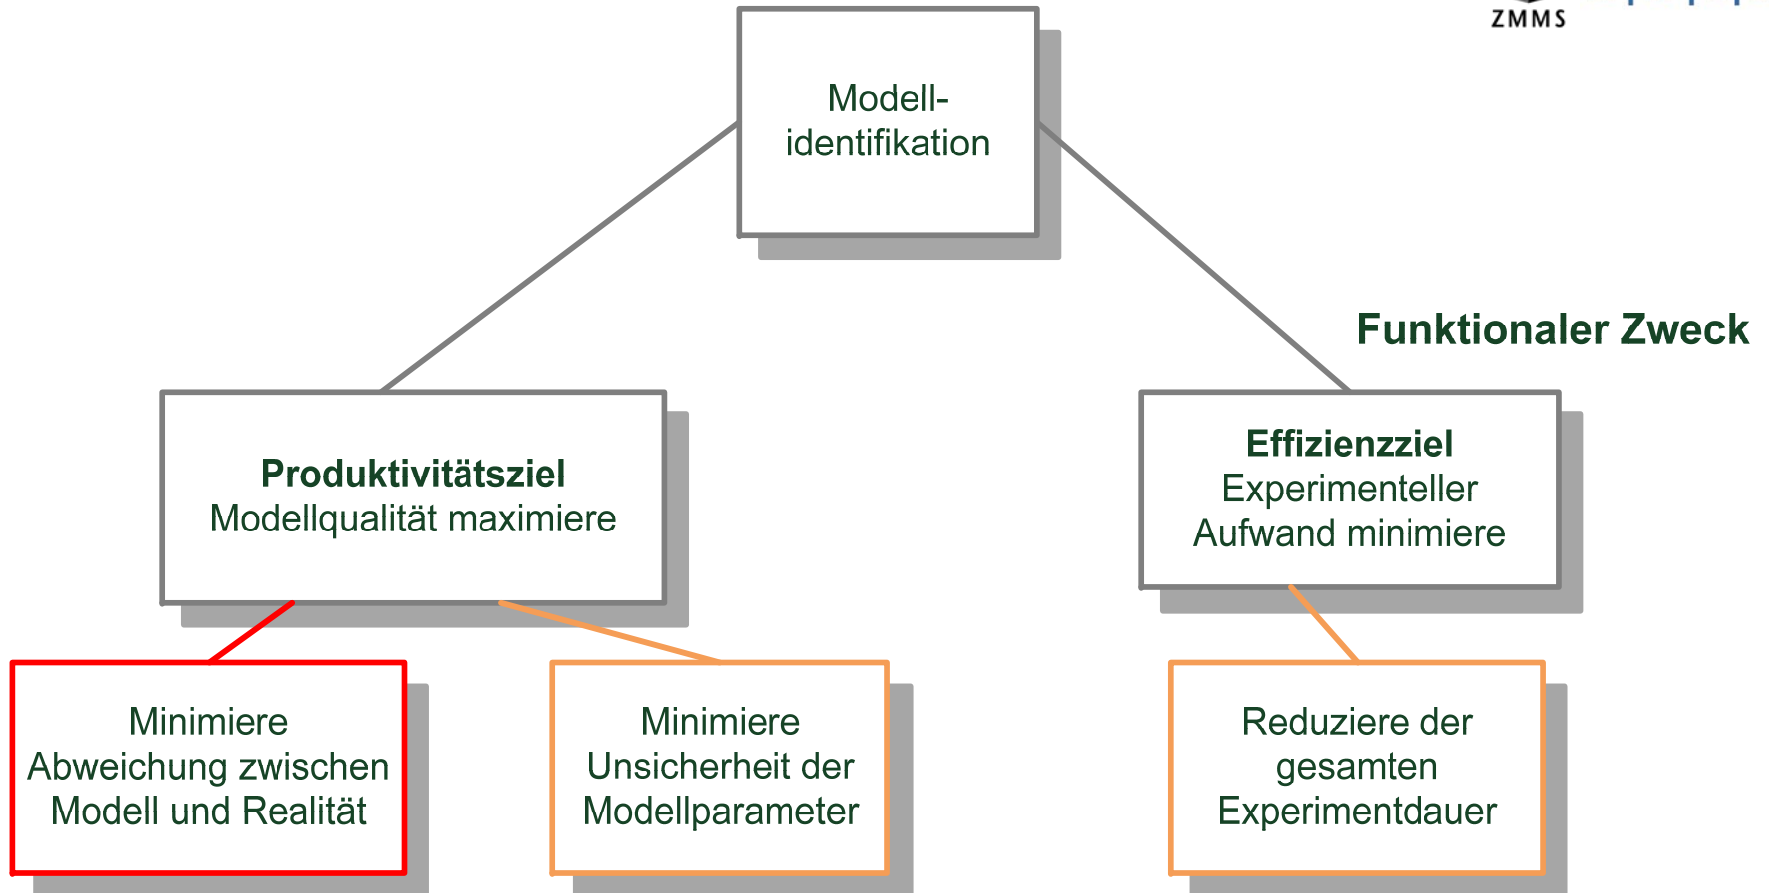 ZMMS
Modell-
identifikation
Funktionaler Zweck
Produktivitätsziel
Modellqualität maximiere
Effizienzziel
Experimenteller
Aufwand minimiere
Minimiere
Abweichung zwischen
Modell und Realität
Minimiere
Unsicherheit der
Modellparameter
Reduziere der
gesamten
Experimentdauer